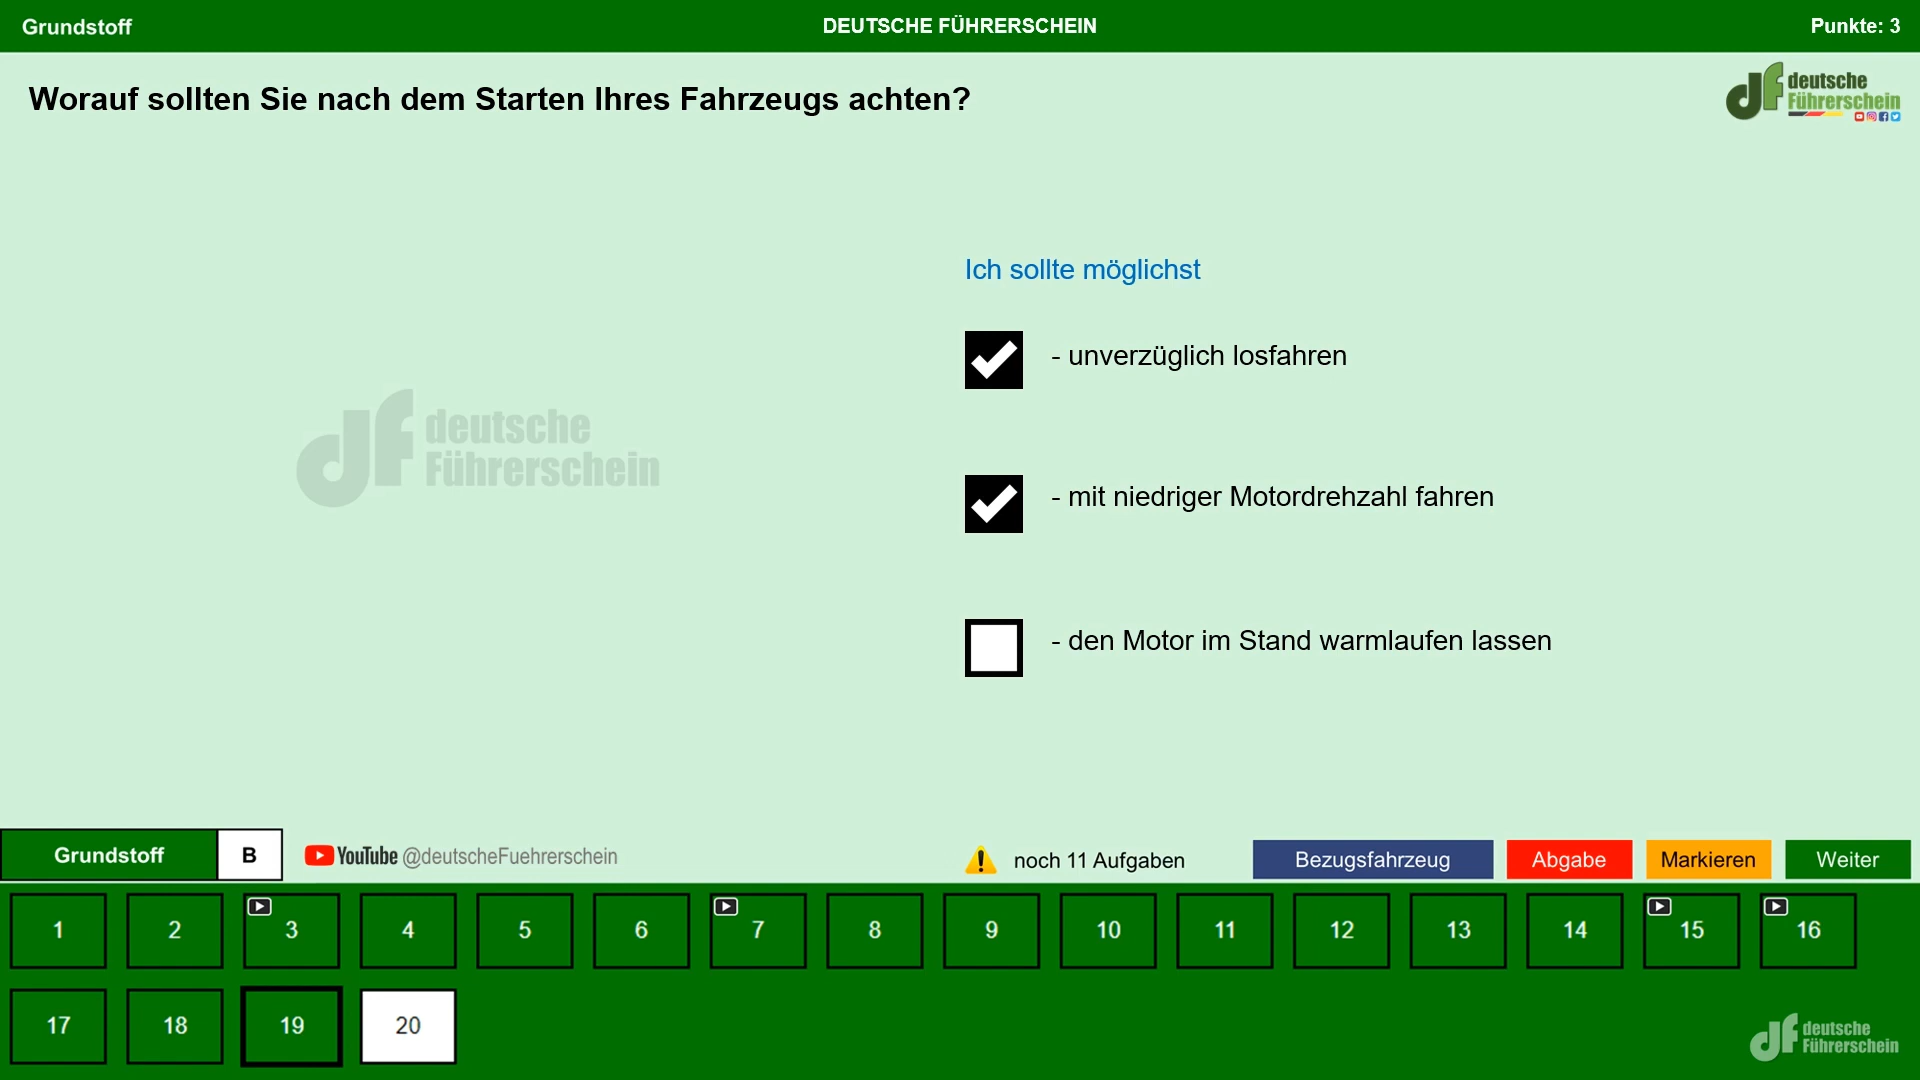 Grundstoff
DEUTSCHE FÜHRERSCHEIN
Punkte: 3
Worauf sollten Sie nach dem Starten Ihres Fahrzeugs achten?
deutsche
Führerschein
Ich sollte möglichst
- unverzüglich losfahren
- mit niedriger Motordrehzahl fahren
- den Motor im Stand warmlaufen lassen
df deutsche
Führerschein
Grundstoff B YouTube @deutscheFuehrerschein
noch 11 Aufgaben
Bezugsfahrzeug Abgabe Markieren Weiter
1 2 3 4 5 6 7 8 9 10 11 12 13 14 15 16
17 18 19 20
df deutsche
Führerschein